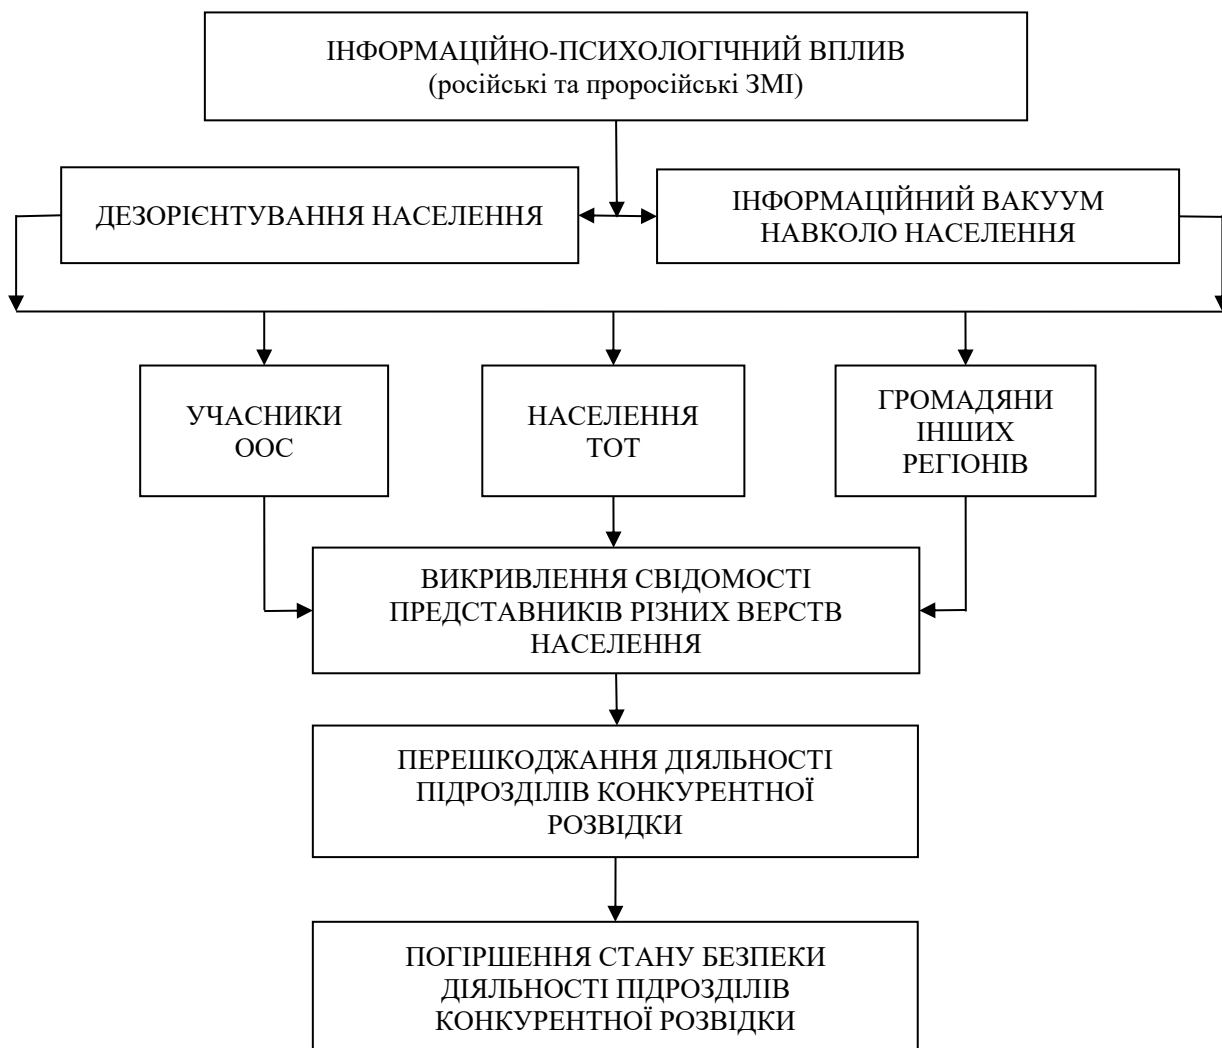 ІНФОРМАЦІЙНО-ПСИХОЛОГІЧНИЙ ВПЛИВ
(російські та проросійські ЗМІ)
ДЕЗОРІЄНТУВАННЯ НАСЕЛЕННЯ
ІНФОРМАЦІЙНИЙ ВАКУУМ
НАВКОЛО НАСЕЛЕННЯ
УЧАСНИКИ
ООС
НАСЕЛЕННЯ
ТОТ
ГРОМАДЯНИ
ІНШИХ
РЕГІОНІВ
ВИКРИВЛЕННЯ СВІДОМОСТІ
ПРЕДСТАВНИКІВ РІЗНИХ ВЕРСТВ
НАСЕЛЕННЯ
ПЕРЕШКОДЖАННЯ ДІЯЛЬНОСТІ
ПІДРОЗДІЛІВ КОНКУРЕНТНОЇ
РОЗВІДКИ
ПОГІРШЕННЯ СТАНУ БЕЗПЕКИ
ДІЯЛЬНОСТІ ПІДРОЗДІЛІВ
КОНКУРЕНТНОЇ РОЗВІДКИ